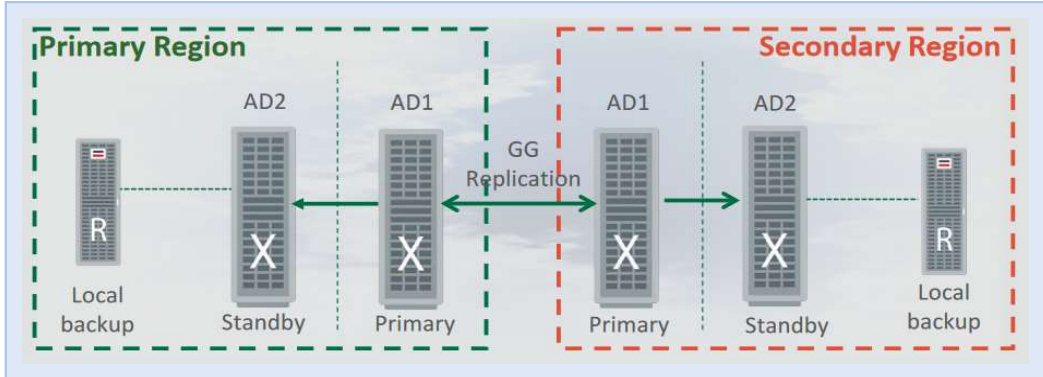 Primary Region
Secondary Region
AD2
AD1
AD1
AD2
GG
Replication
R
X
X
X
X
R
Local
backup
Standby
Primary
Primary
Standby
Local
backup